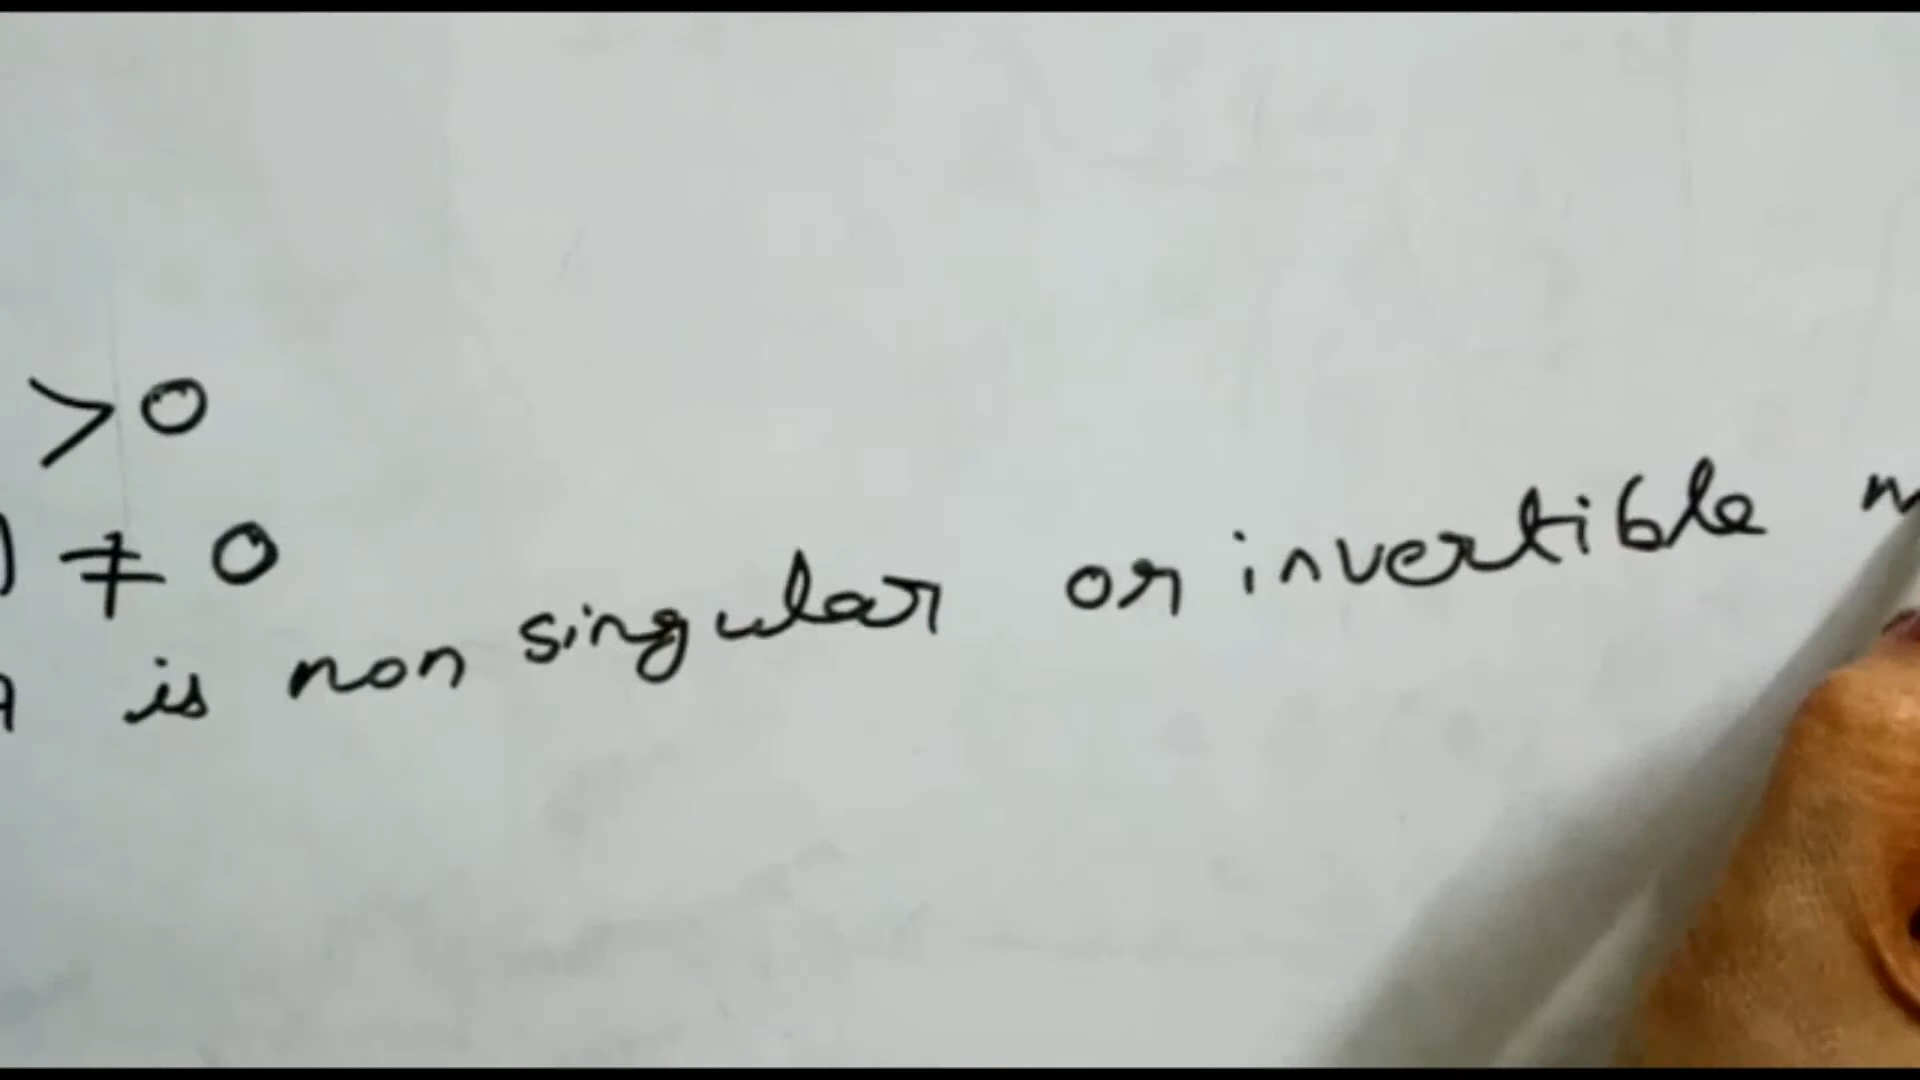 >0
) ≠ 0
is non singular or invertible